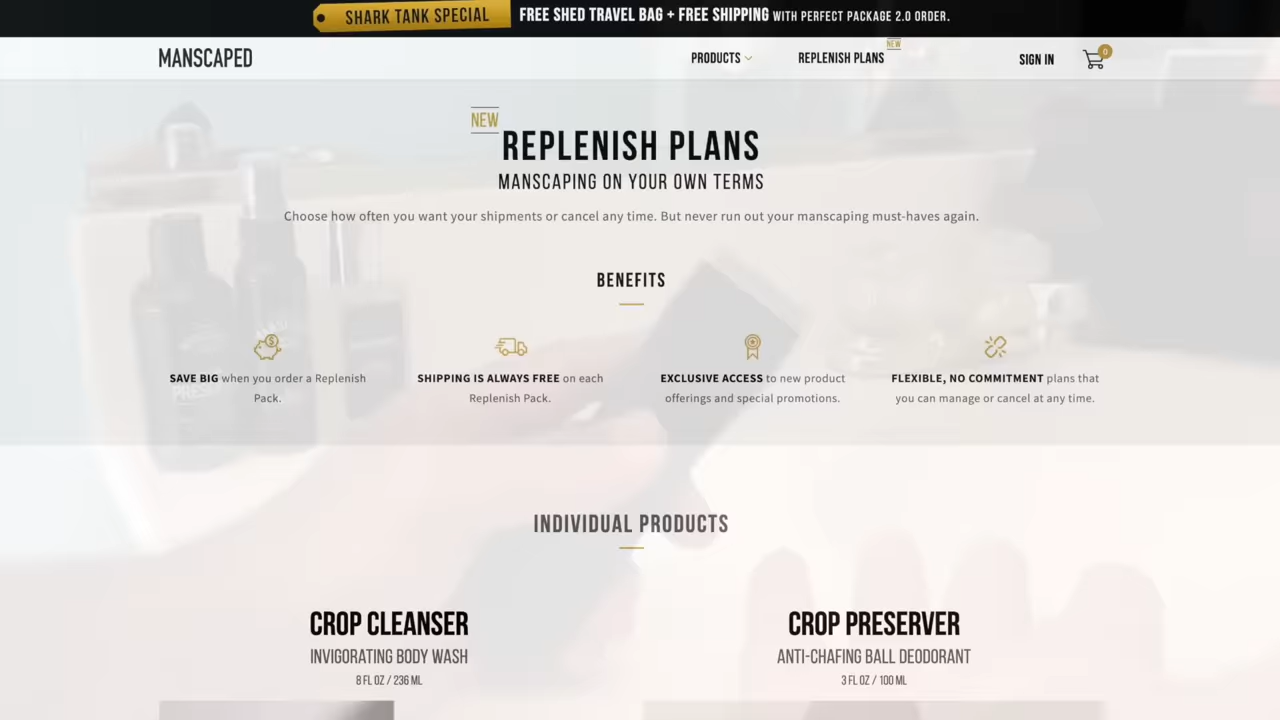 SHARK TANK SPECIAL FREE SHED TRAVEL BAG + FREE SHIPPING WITH PERFECT PACKAGE 2.0 ORDER.
MANSCAPED PRODUCTS REPLENISH PLANS NEW SIGN IN 0
NEW
REPLENISH PLANS
MANSCAPING ON YOUR OWN TERMS
Choose how often you want your shipments or cancel any time. But never run out your manscaping must-haves again.
BENEFITS
SAVE BIG when you order a Replenish
Pack.
SHIPPING IS ALWAYS FREE on each
Replenish Pack.
EXCLUSIVE ACCESS to new product
offerings and special promotions.
FLEXIBLE, NO COMMITMENT plans that
you can manage or cancel at any time.
INDIVIDUAL PRODUCTS
CROP CLEANSER
INVIGORATING BODY WASH
8 FL OZ / 236 ML
CROP PRESERVER
ANTI-CHAFING BALL DEODORANT
3 FL OZ / 100 ML